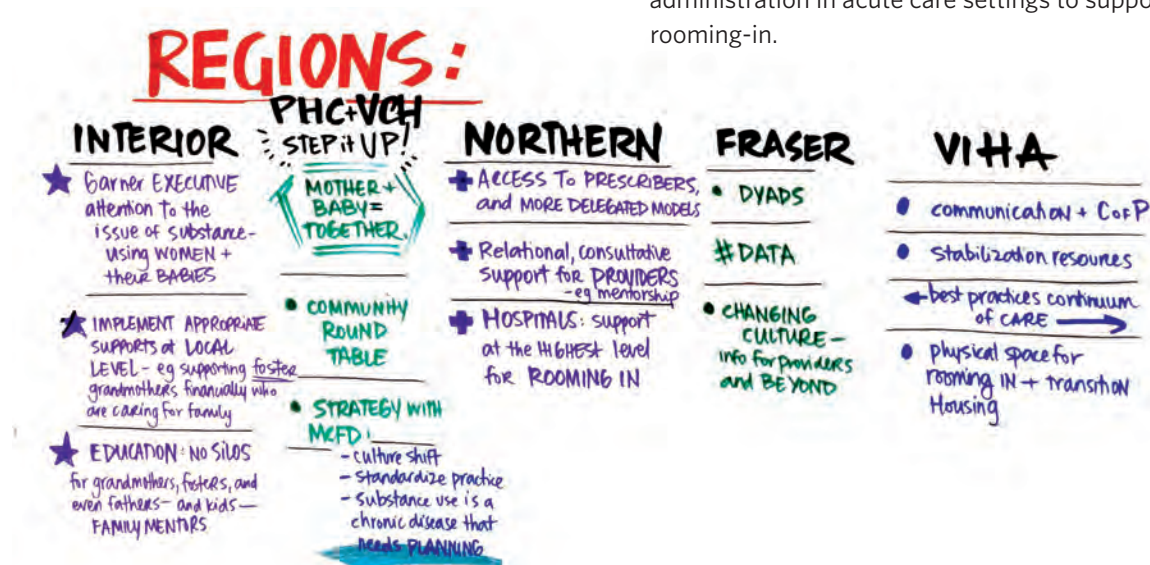 administration in acute care settings to suppo
rooming-in.
REGIONS:
INTERIOR
Garner EXECUTIVE
attention to the
issue of substance-
using WOMEN +
their BABIES
IMPLEMENT APPROPRIATE
SUPPORTS at LOCAL
LEVEL - eg supporting foster
grandmothers financially who
are caring for family
EDUCATION: NO SILOS
for grandmothers, fosters, and
even fathers - and kids -
FAMILY MENTORS
PHC+VCH
STEP it UP!
MOTHER +
BABY =
TOGETHER.
• COMMUNITY
ROUND
TABLE
• STRATEGY WITH
MCFD:
- culture shift
- standardize practice
- substance use is a
chronic disease that
needs PLANNING
NORTHERN
+ ACCESS TO PRESCRIBERS,
and MORE DELEGATED MODELS
+ Relational, consultative
support for PROVIDERS
- eg mentorship
+ HOSPITALS: support
at the HIGHEST level
for ROOMING IN
FRASER
• DYADS
# DATA
• CHANGING
CULTURE -
info for providers
and BEYOND
VIHA
• communication + CofP
• Stabilization resources
best practices continuum
of CARE
• physical space for
rooming IN + transition
Housing